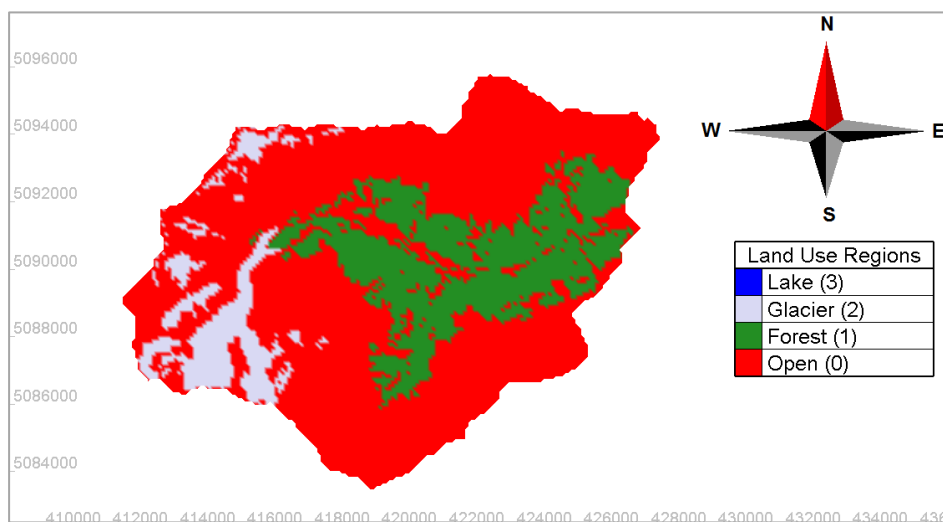 5096000
N
5094000
W
E
5092000
S
Land Use Regions
5090000
Lake (3)
Glacier (2)
5088000
Forest (1)
Open (0)
5086000
5084000
410000 412000 414000 416000 418000 420000 422000 424000 426000 428000 430000 432000 434000